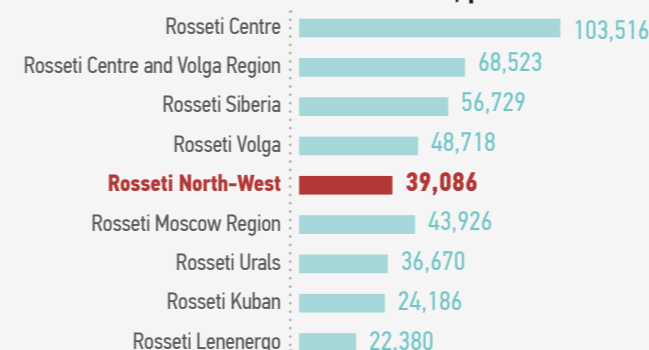 Rosseti Centre 103,516
Rosseti Centre and Volga Region 68,523
Rosseti Siberia 56,729
Rosseti Volga 48,718
Rosseti North-West 39,086
Rosseti Moscow Region 43,926
Rosseti Urals 36,670
Rosseti Kuban 24,186
Rosseti Lenenergo 22,380